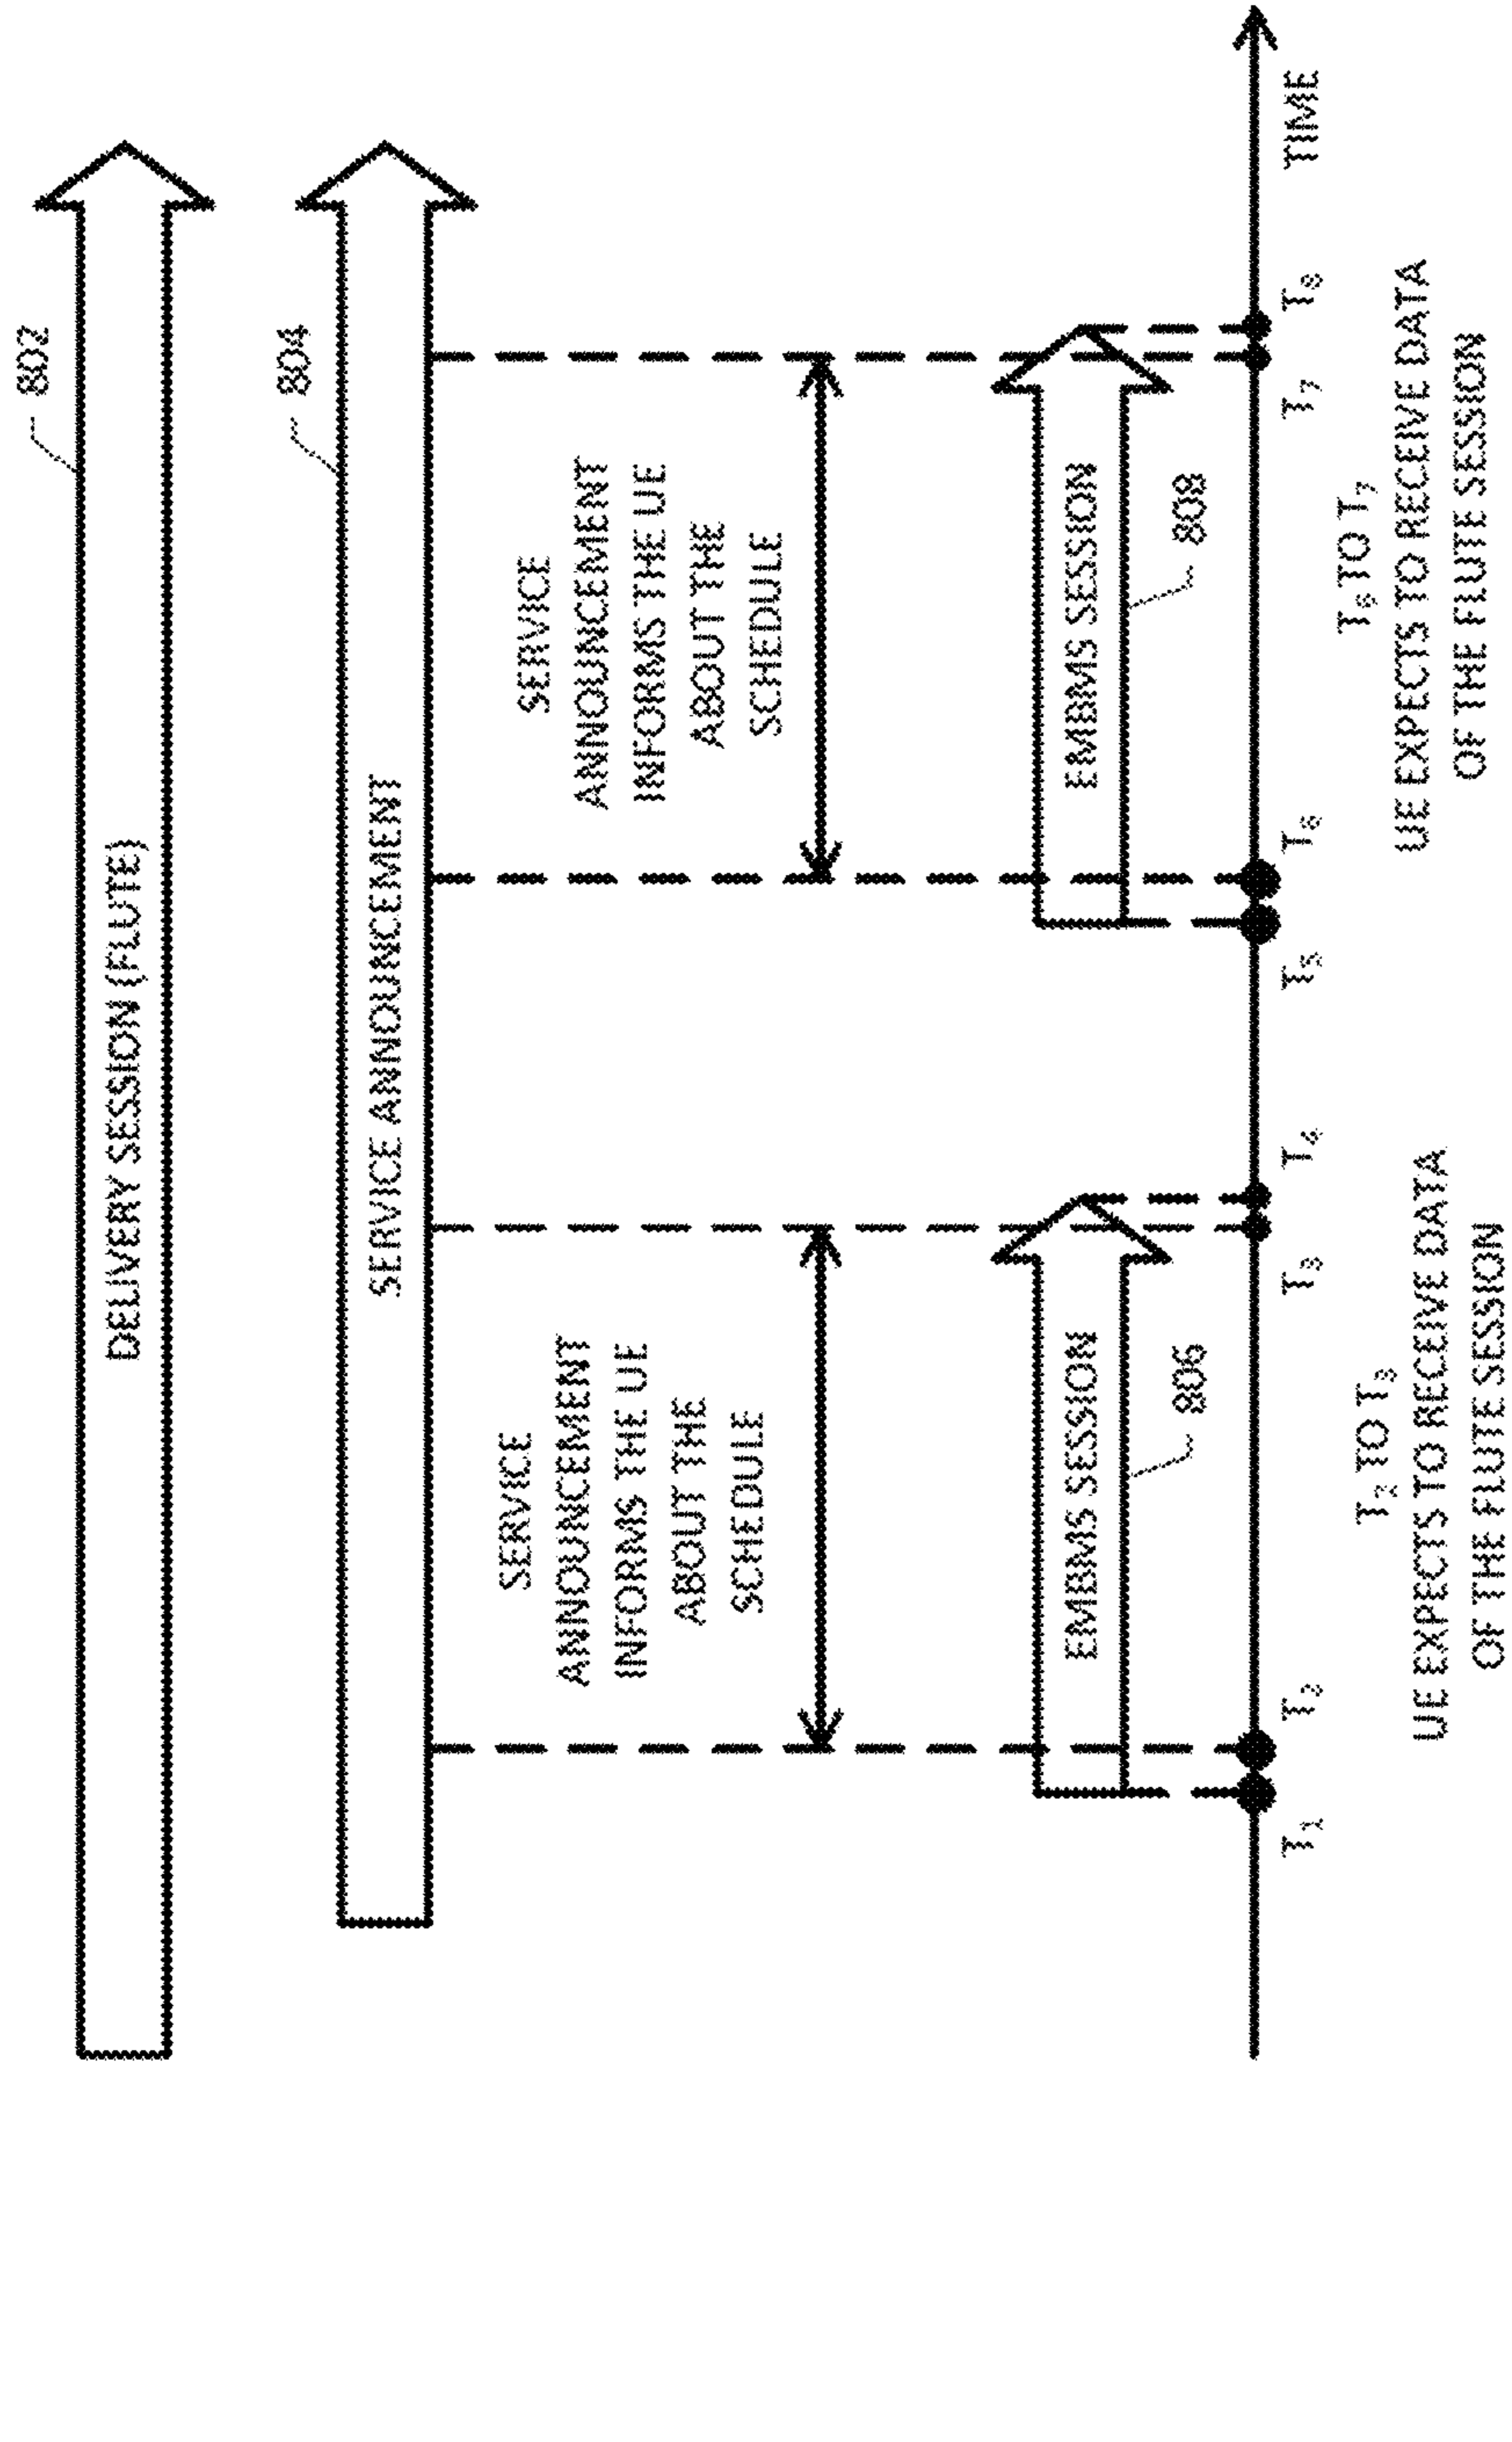 802
DELIVERY SESSION (FLUTE)
804
SERVICE ANNOUNCEMENT
SERVICE
ANNOUNCEMENT
INFORMS THE UE
ABOUT THE
SCHEDULE
SERVICE
ANNOUNCEMENT
INFORMS THE UE
ABOUT THE
SCHEDULE
EMBMS SESSION
806
EMBMS SESSION
808
T1
T2
T3
T4
T5
T6
T7
T8
TIME
T2 TO T3
UE EXPECTS TO RECEIVE DATA
OF THE FLUTE SESSION
T6 TO T7
UE EXPECTS TO RECEIVE DATA
OF THE FLUTE SESSION